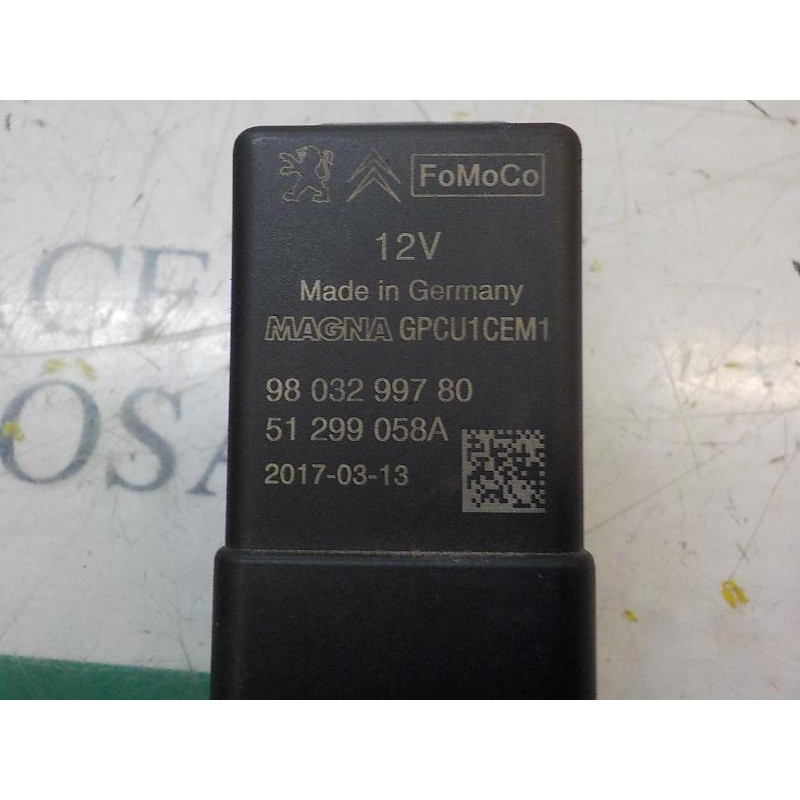 FoMoCo
12V
Made in Germany
MAGNA GPCU1CEM1
98 032 997 80
51 299 058A
2017-03-13